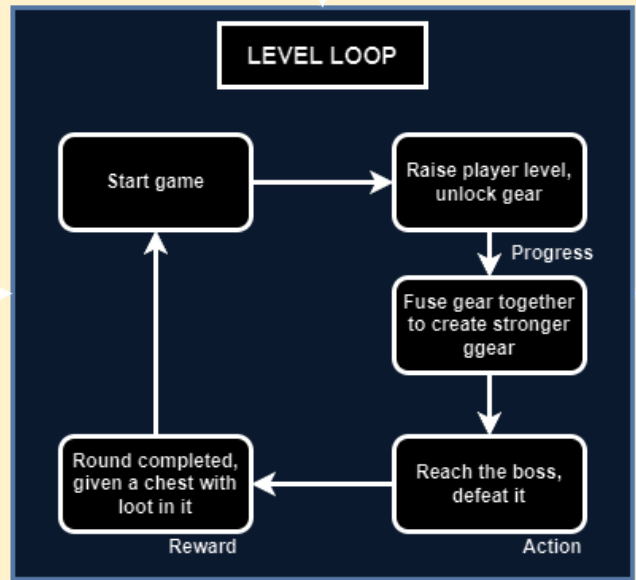 LEVEL LOOP
Start game
Raise player level,
unlock gear
Progress
Fuse gear together
to create stronger
ggear
Reach the boss,
defeat it
Action
Round completed,
given a chest with
loot in it
Reward